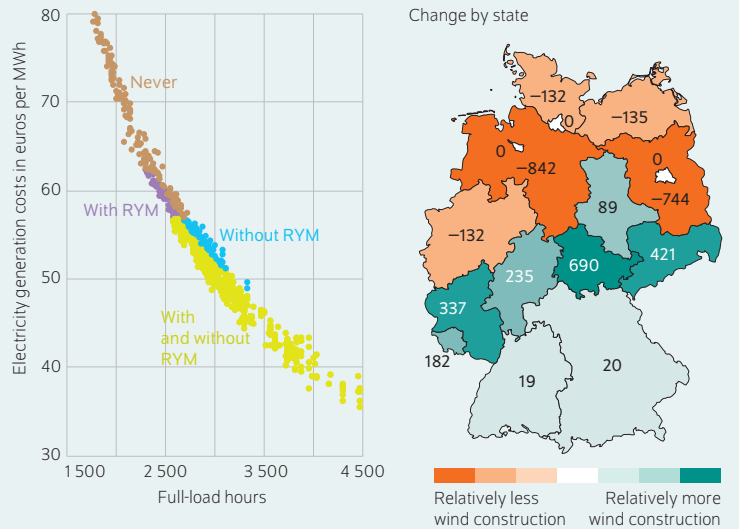 Electricity generation costs in euros per MWh
80
70
60
50
40
30
Never
With RYM
Without RYM
With
and without
RYM
1 500
2 500
3 500
4 500
Full-load hours
Change by state
−132
0
−135
0
−842
0
−744
89
−132
235
690
421
337
182
19
20
Relatively less
wind construction
Relatively more
wind construction